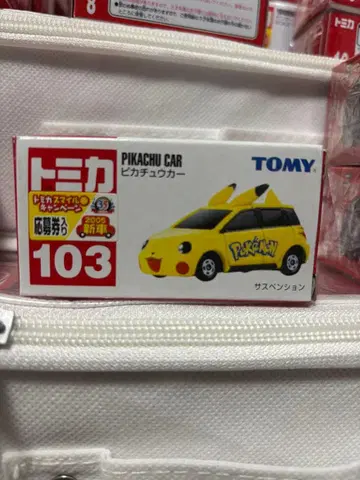 8
トミカ
PIKACHU CAR
ピカチュウカー
TOMY
トミカスマイル
キャンペーン
応募券入り
2005
新車
103
POKéMON
サスペンション